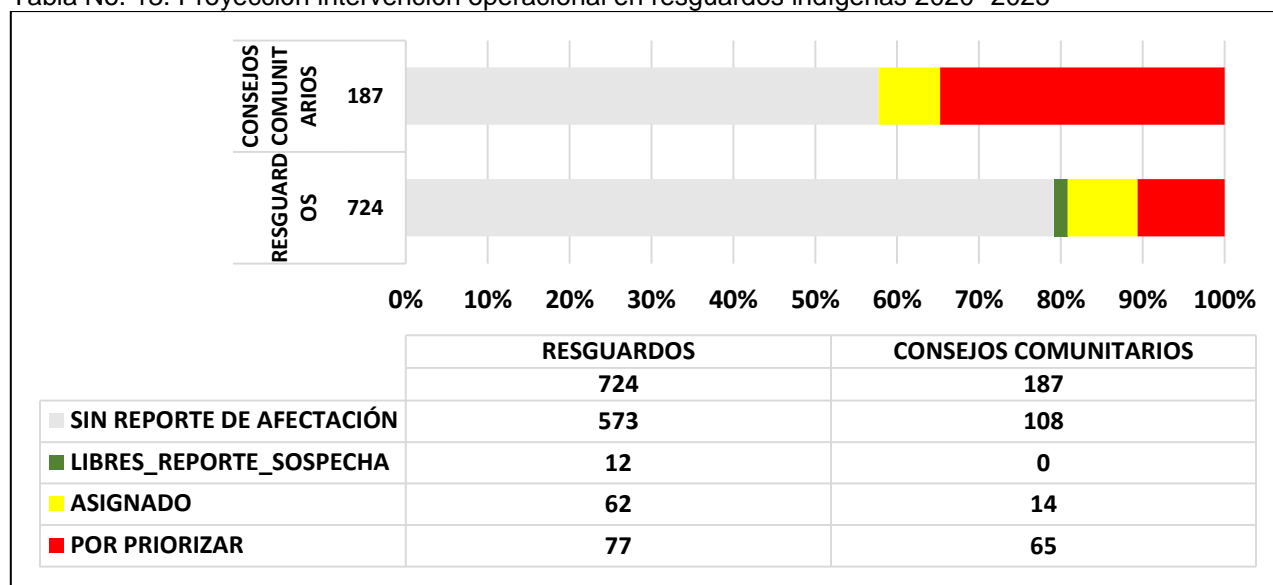 Tabla No. 13. Proyección intervención operacional en resguardos indígenas 2020- 2023
CONSEJOS
COMUNIT
ARIOS
187
RESGUARD
OS
724
0% 10% 20% 30% 40% 50% 60% 70% 80% 90% 100%
RESGUARDOS CONSEJOS COMUNITARIOS
724 187
SIN REPORTE DE AFECTACIÓN 573 108
LIBRES_REPORTE_SOSPECHA 12 0
ASIGNADO 62 14
POR PRIORIZAR 77 65